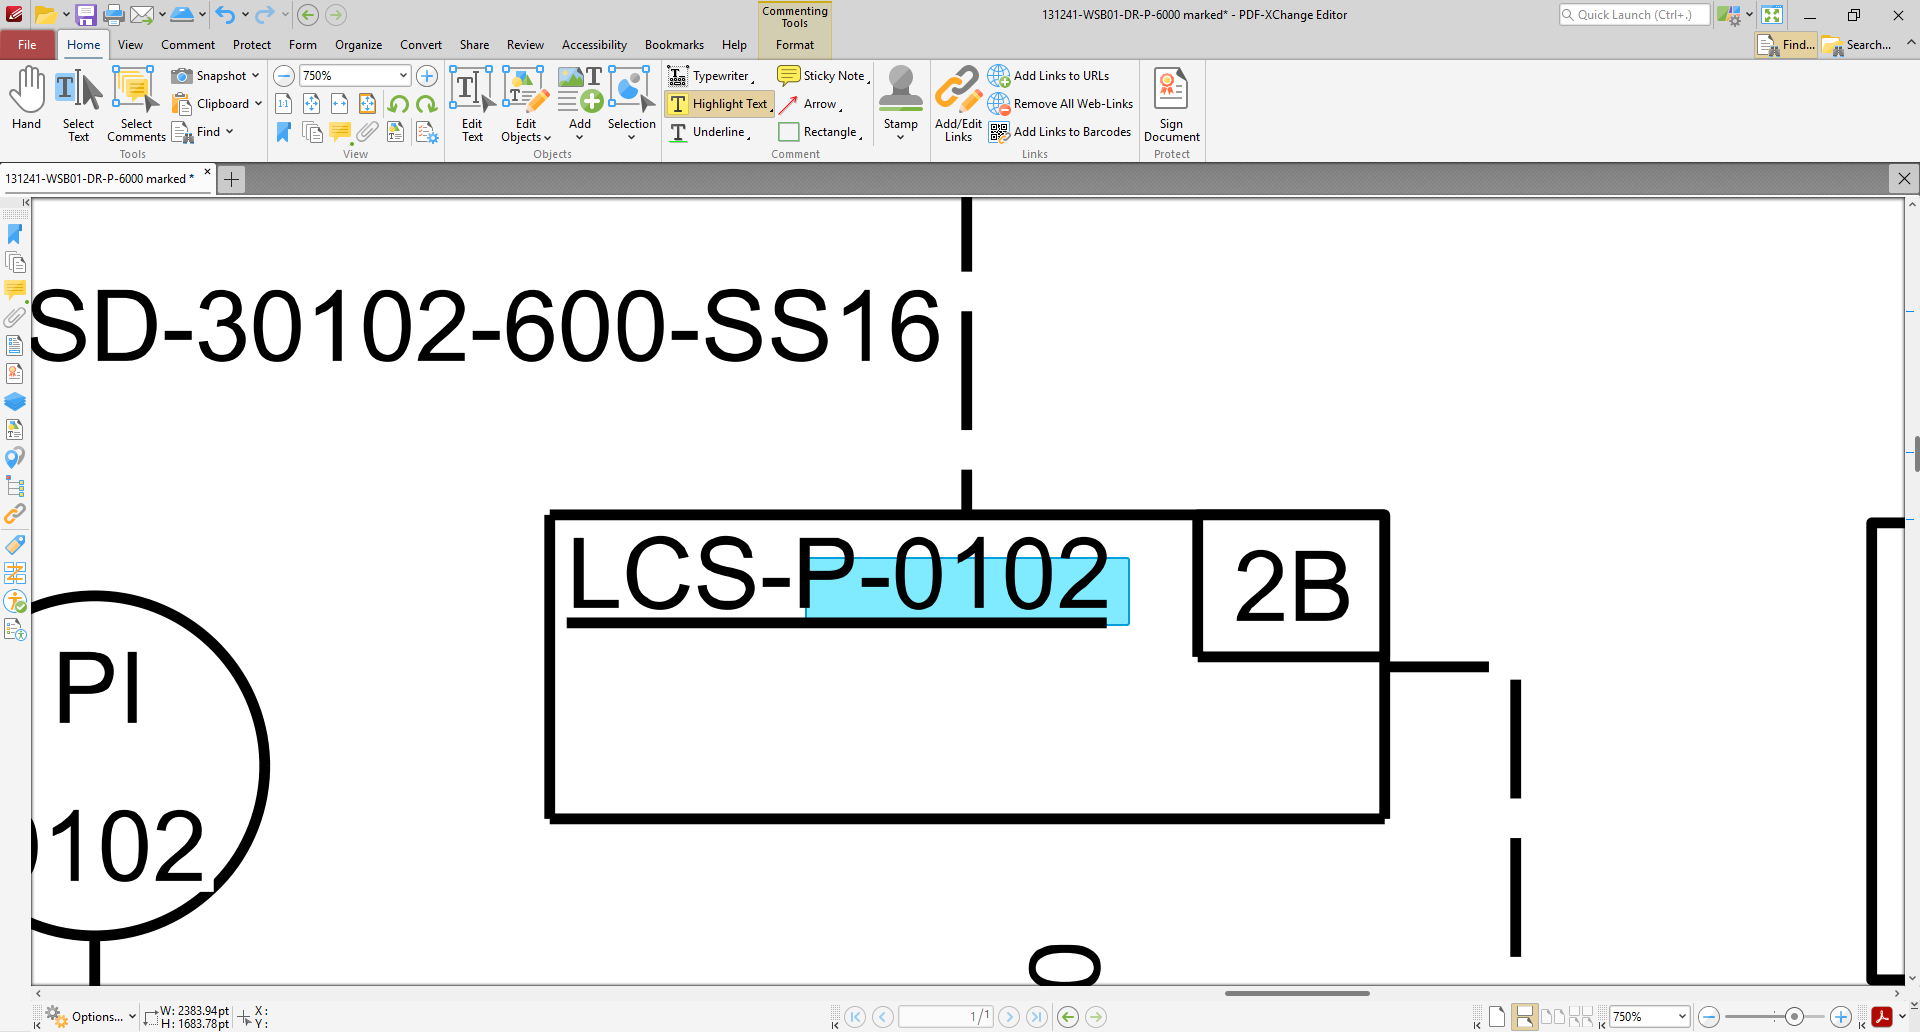 Commenting Tools
131241-WSB01-DR-P-6000 marked* - PDF-XChange Editor
Quick Launch (Ctrl+.)
File Home View Comment Protect Form Organize Convert Share Review Accessibility Bookmarks Help Format
Find... Search...
Hand
Select Text
Select Comments
Snapshot
Clipboard
Find
Tools
750%
1:1
View
Edit Text
Edit Objects
Add
Selection
Objects
Typewriter
Highlight Text
Underline
Sticky Note
Arrow
Rectangle
Stamp
Comment
Add/Edit Links
Add Links to URLs
Remove All Web-Links
Add Links to Barcodes
Links
Sign Document
Protect
131241-WSB01-DR-P-6000 marked *
SD-30102-600-SS16
LCS-P-0102
2B
PI
0102
0
Options...
W: 2383.94pt
H: 1683.78pt
X:
Y:
1/1
750%